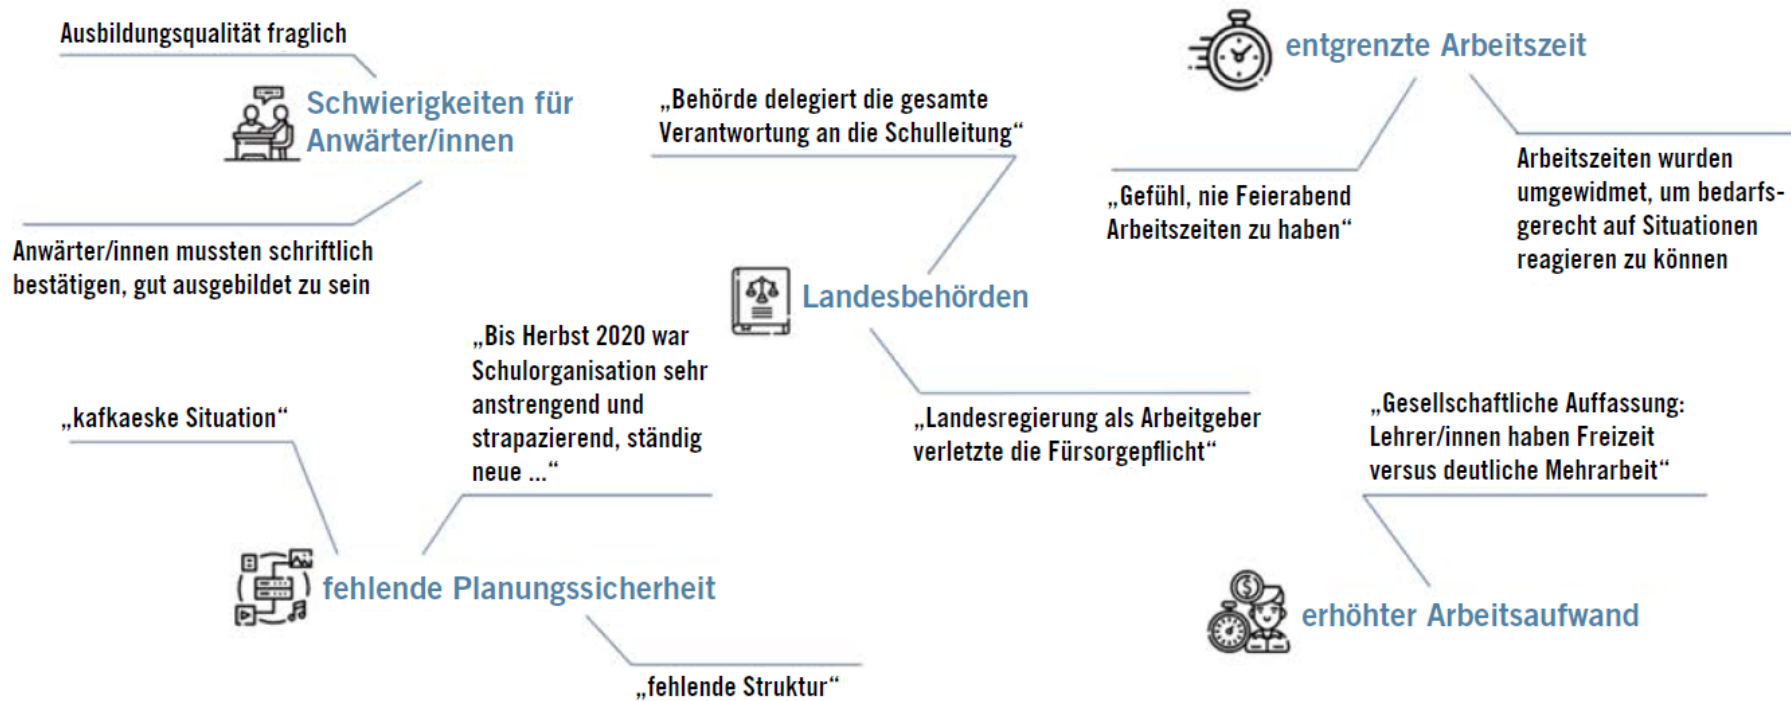 Ausbildungsqualität fraglich
Schwierigkeiten für
Anwärter/innen
Anwärter/innen mussten schriftlich
bestätigen, gut ausgebildet zu sein
„Behörde delegiert die gesamte
Verantwortung an die Schulleitung“
Landesbehörden
„Landesregierung als Arbeitgeber
verletzte die Fürsorgepflicht“
entgrenzte Arbeitszeit
„Gefühl, nie Feierabend
Arbeitszeiten zu haben“
Arbeitszeiten wurden
umgewidmet, um bedarfs-
gerecht auf Situationen
reagieren zu können
„kafkaeske Situation“
„Bis Herbst 2020 war
Schulorganisation sehr
anstrengend und
strapazierend, ständig
neue ...“
fehlende Planungssicherheit
„fehlende Struktur“
„Gesellschaftliche Auffassung:
Lehrer/innen haben Freizeit
versus deutliche Mehrarbeit“
erhöhter Arbeitsaufwand